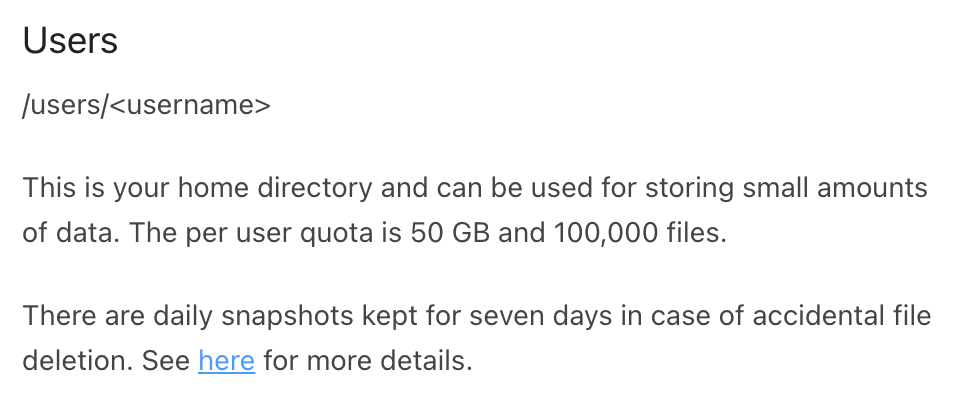 Users
/users/<username>
This is your home directory and can be used for storing small amounts
of data. The per user quota is 50 GB and 100,000 files.
There are daily snapshots kept for seven days in case of accidental file
deletion. See here for more details.